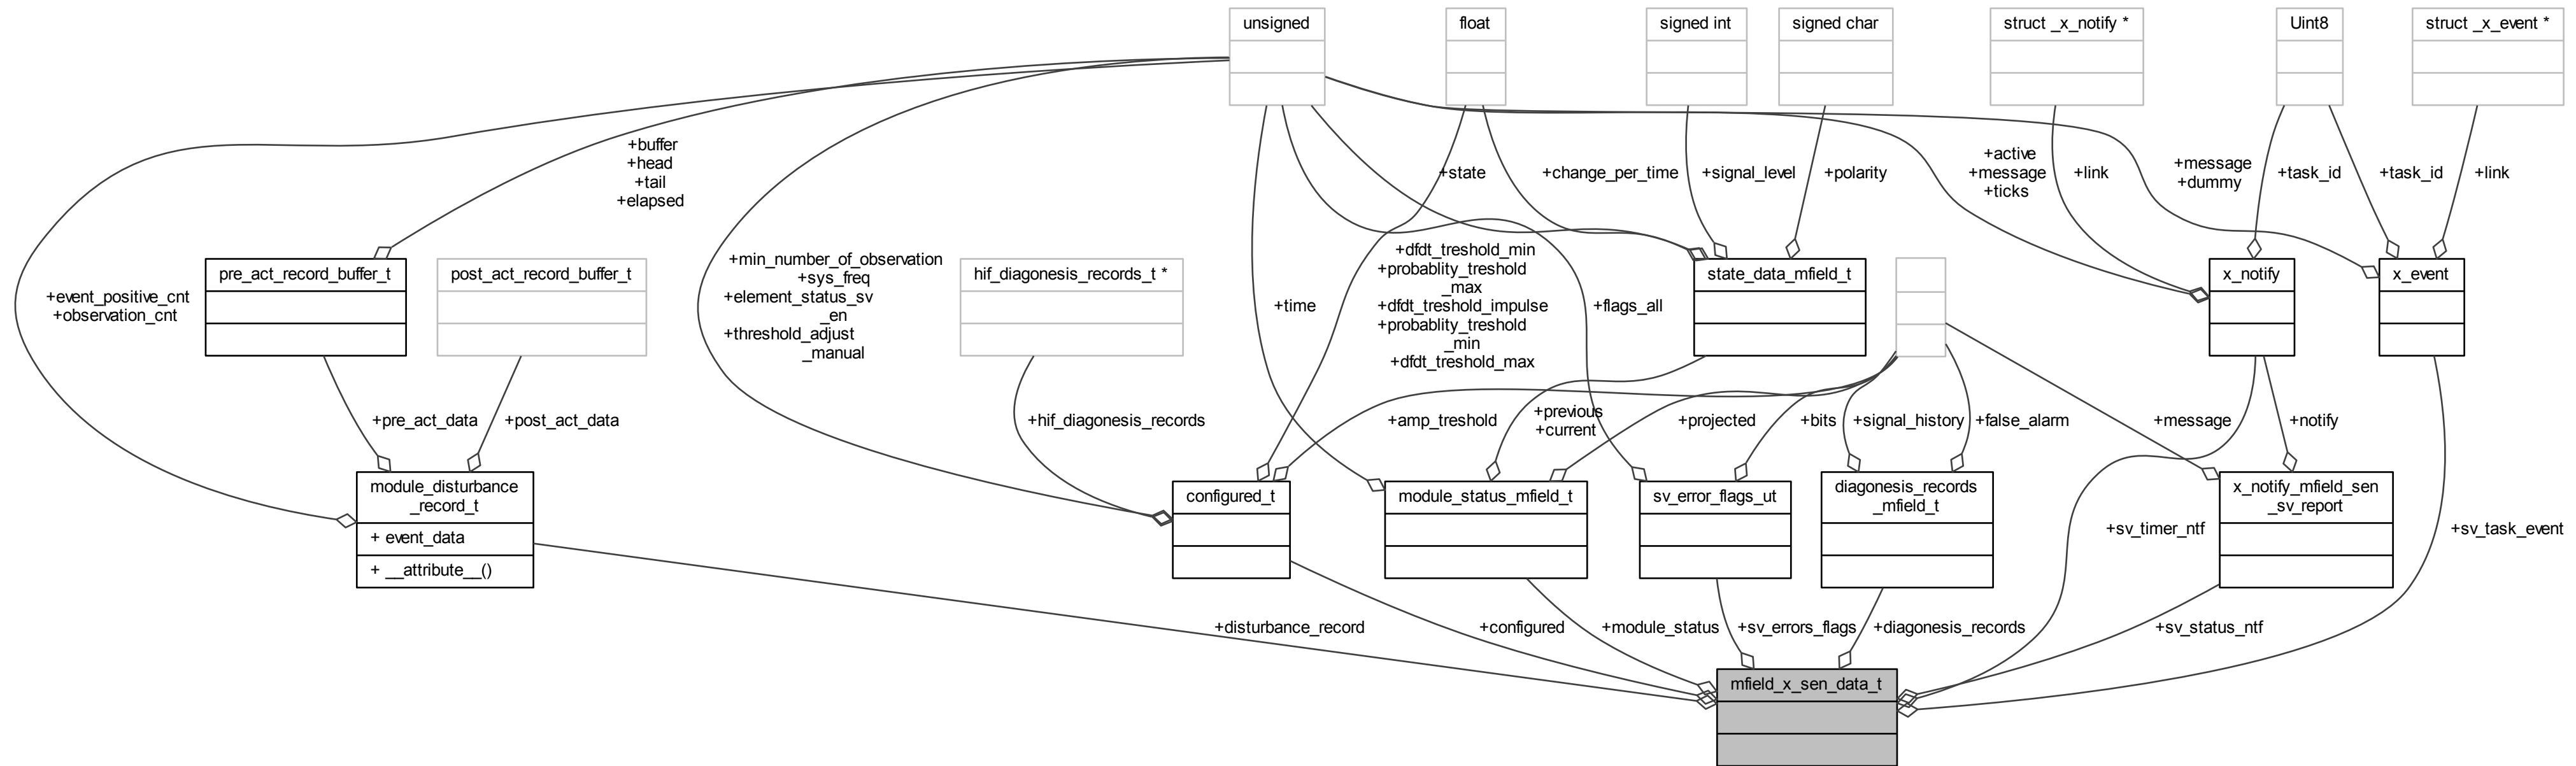 unsigned
float
signed int
signed char
struct _x_notify *
Uint8
struct _x_event *
+buffer
+head
+tail
+elapsed
+state
+change_per_time
+signal_level
+polarity
+active
+message
+ticks
+link
+message
+dummy
+task_id
+task_id
+link
+event_positive_cnt
+observation_cnt
pre_act_record_buffer_t
post_act_record_buffer_t
+min_number_of_observation
+sys_freq
+element_status_sv
_en
+threshold_adjust
_manual
hif_diagonesis_records_t *
+time
+dfdt_treshold_min
+probablity_treshold
_max
+dfdt_treshold_impulse
+probablity_treshold
_min
+dfdt_treshold_max
+flags_all
state_data_mfield_t
x_notify
x_event
+pre_act_data
+post_act_data
+hif_diagonesis_records
+amp_treshold
+previous
+current
+projected
+bits
+signal_history
+false_alarm
+message
+notify
module_disturbance
_record_t
+ event_data
+ __attribute__()
configured_t
module_status_mfield_t
sv_error_flags_ut
diagonesis_records
_mfield_t
x_notify_mfield_sen
_sv_report
+sv_timer_ntf
+sv_task_event
+disturbance_record
+configured
+module_status
+sv_errors_flags
+diagonesis_records
+sv_status_ntf
mfield_x_sen_data_t